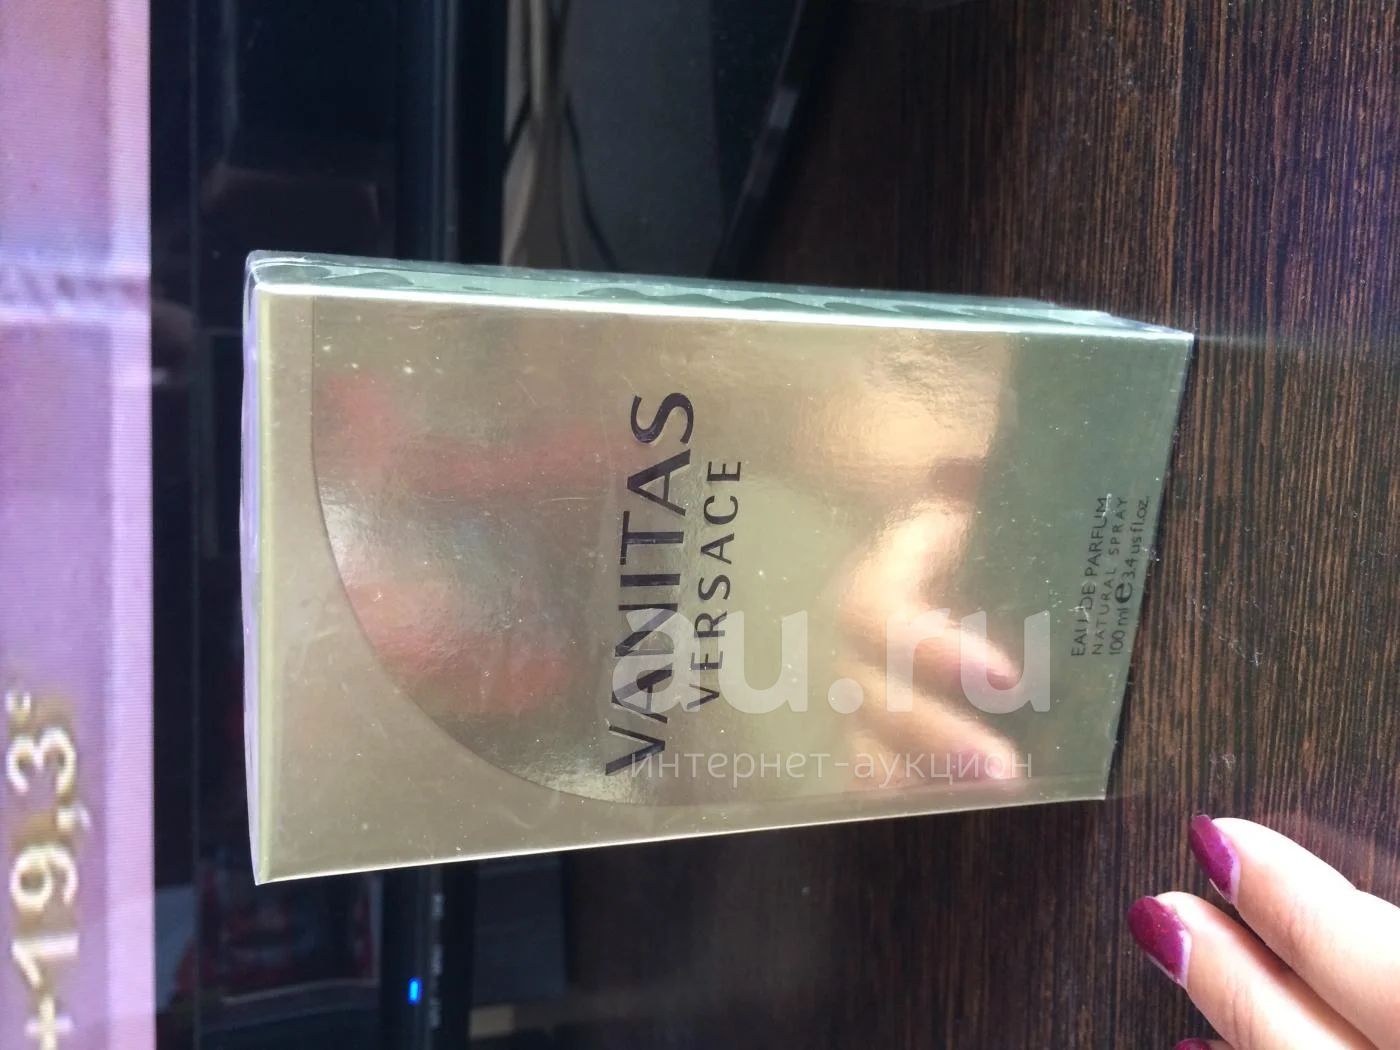 VANITAS
VERSACE
EAU DE PARFUM
NATURAL SPRAY
100 ml e 3.4 us fl.oz.
au.ru
интернет-аукцион
+19,3°